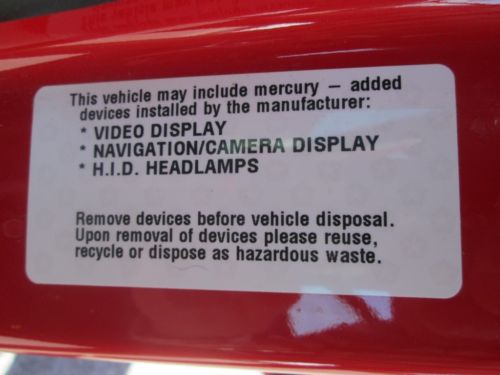 This vehicle may include mercury – added
devices installed by the manufacturer:
* VIDEO DISPLAY
* NAVIGATION/CAMERA DISPLAY
* H.I.D. HEADLAMPS
Remove devices before vehicle disposal.
Upon removal of devices please reuse,
recycle or dispose as hazardous waste.